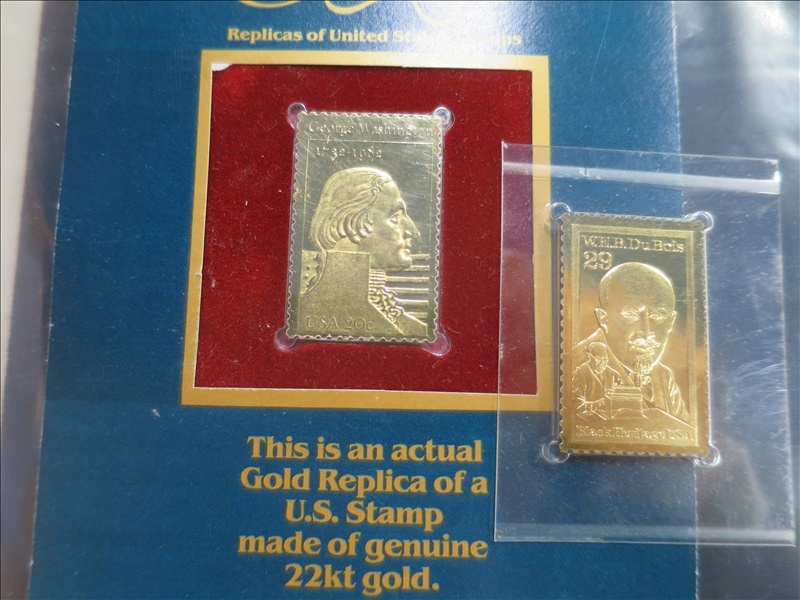 Replicas of United
George Washington
1732-1982
USA 20c
W.E.B. Du Bois
29
Black Heritage USA
This is an actual
Gold Replica of a
U.S. Stamp
made of genuine
22kt gold.